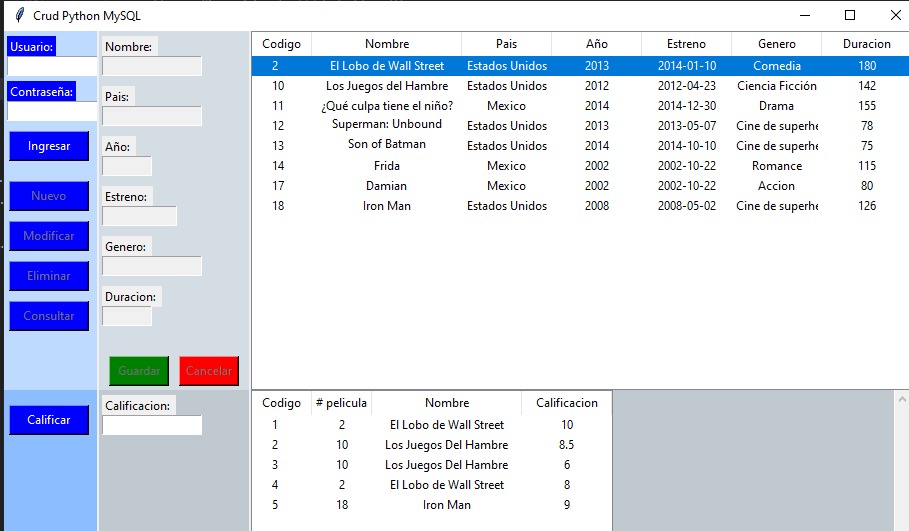 Crud Python MySQL
Usuario:
Contraseña:
Ingresar
Nuevo
Modificar
Eliminar
Consultar
Nombre:
Pais:
Año:
Estreno:
Genero:
Duracion:
Guardar Cancelar
Codigo Nombre Pais Año Estreno Genero Duracion
2 El Lobo de Wall Street Estados Unidos 2013 2014-01-10 Comedia 180
10 Los Juegos del Hambre Estados Unidos 2012 2012-04-23 Ciencia Ficción 142
11 ¿Qué culpa tiene el niño? Mexico 2014 2014-12-30 Drama 155
12 Superman: Unbound Estados Unidos 2013 2013-05-07 Cine de superhe 78
13 Son of Batman Estados Unidos 2014 2014-10-10 Cine de superhe 75
14 Frida Mexico 2002 2002-10-22 Romance 115
17 Damian Mexico 2002 2002-10-22 Accion 80
18 Iron Man Estados Unidos 2008 2008-05-02 Cine de superhe 126
Calificar
Calificacion:
Codigo # pelicula Nombre Calificacion
1 2 El Lobo de Wall Street 10
2 10 Los Juegos Del Hambre 8.5
3 10 Los Juegos Del Hambre 6
4 2 El Lobo de Wall Street 8
5 18 Iron Man 9